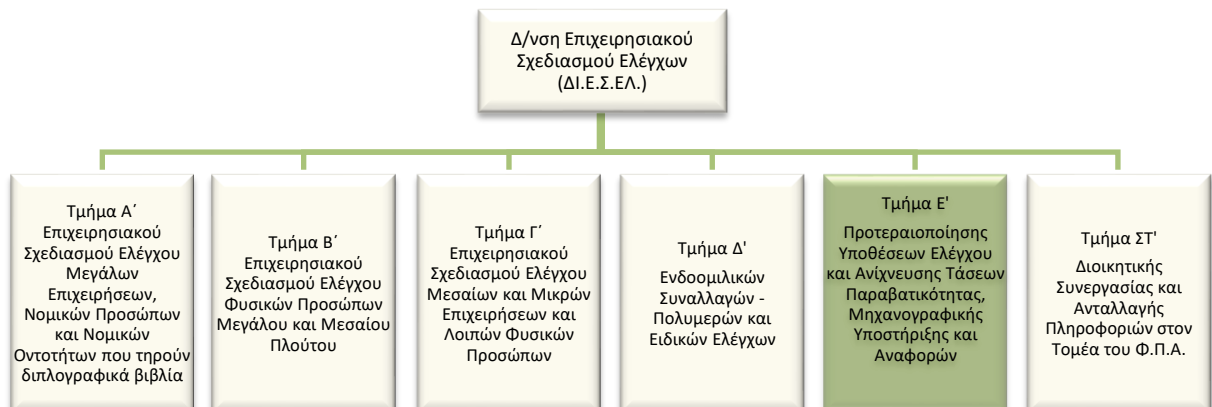 Δ/νση Επιχειρησιακού
Σχεδιασμού Ελέγχων
(ΔΙ.Ε.Σ.ΕΛ.)
Τμήμα Α΄
Επιχειρησιακού
Σχεδιασμού Ελέγχου
Μεγάλων
Επιχειρήσεων,
Νομικών Προσώπων
και Νομικών
Οντοτήτων που τηρούν
διπλογραφικά βιβλία
Τμήμα Β΄
Επιχειρησιακού
Σχεδιασμού Ελέγχου
Φυσικών Προσώπων
Μεγάλου και Μεσαίου
Πλούτου
Τμήμα Γ΄
Επιχειρησιακού
Σχεδιασμού Ελέγχου
Μεσαίων και Μικρών
Επιχειρήσεων και
Λοιπών Φυσικών
Προσώπων
Τμήμα Δ'
Ενδοομιλικών
Συναλλαγών -
Πολυμερών και
Ειδικών Ελέγχων
Τμήμα Ε'
Προτεραιοποίησης
Υποθέσεων Ελέγχου
και Ανίχνευσης Τάσεων
Παραβατικότητας,
Μηχανογραφικής
Υποστήριξης και
Αναφορών
Τμήμα ΣΤ'
Διοικητικής
Συνεργασίας και
Ανταλλαγής
Πληροφοριών στον
Τομέα του Φ.Π.Α.